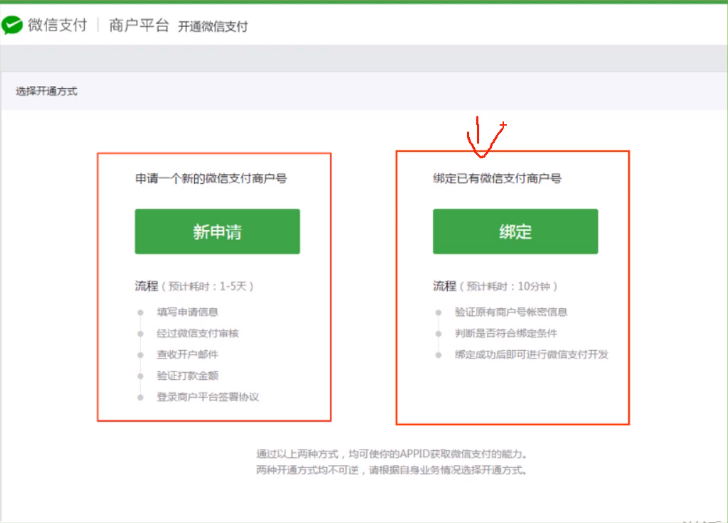 微信支付 商户平台 开通微信支付
选择开通方式
申请一个新的微信支付商户号
新申请
流程（预计耗时：1-5天）
填写申请信息
经过微信支付审核
查收开户邮件
验证打款金额
登录商户平台签署协议
绑定已有微信支付商户号
绑定
流程（预计耗时：10分钟）
验证原有商户号帐密信息
判断是否符合绑定条件
绑定成功后即可进行微信支付开发
通过以上两种方式，均可使你的APPID获取微信支付的能力。
两种开通方式均不可逆，请根据自身业务情况选择开通方式。